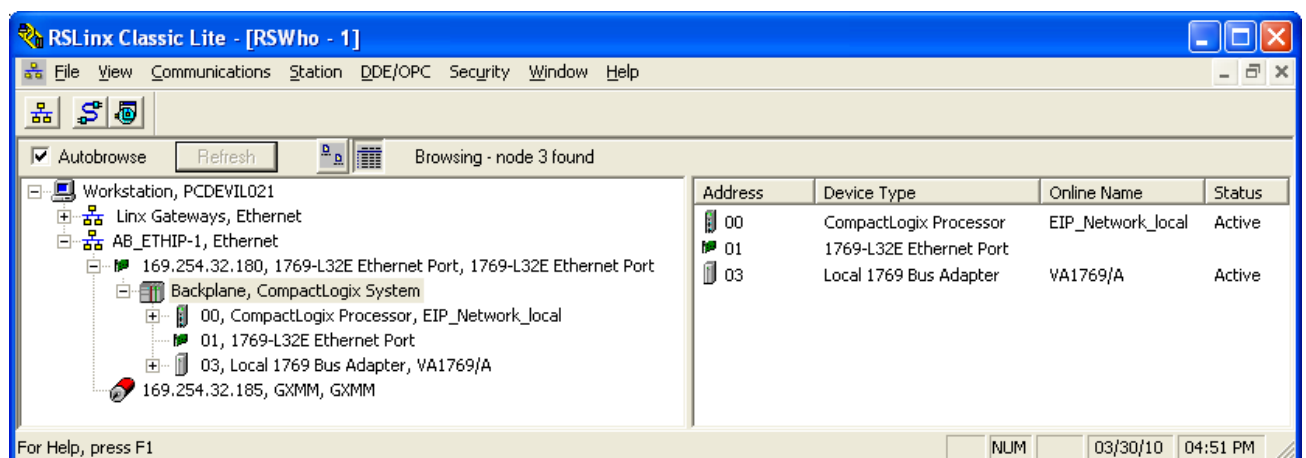 RSLinx Classic Lite - [RSWho - 1]
File View Communications Station DDE/OPC Security Window Help
Autobrowse Refresh Browsing - node 3 found
Workstation, PCDEVIL021
Linx Gateways, Ethernet
AB_ETHIP-1, Ethernet
169.254.32.180, 1769-L32E Ethernet Port, 1769-L32E Ethernet Port
Backplane, CompactLogix System
00, CompactLogix Processor, EIP_Network_local
01, 1769-L32E Ethernet Port
03, Local 1769 Bus Adapter, VA1769/A
169.254.32.185, GXMM, GXMM
Address Device Type Online Name Status
00 CompactLogix Processor EIP_Network_local Active
01 1769-L32E Ethernet Port
03 Local 1769 Bus Adapter VA1769/A Active
For Help, press F1 NUM 03/30/10 04:51 PM